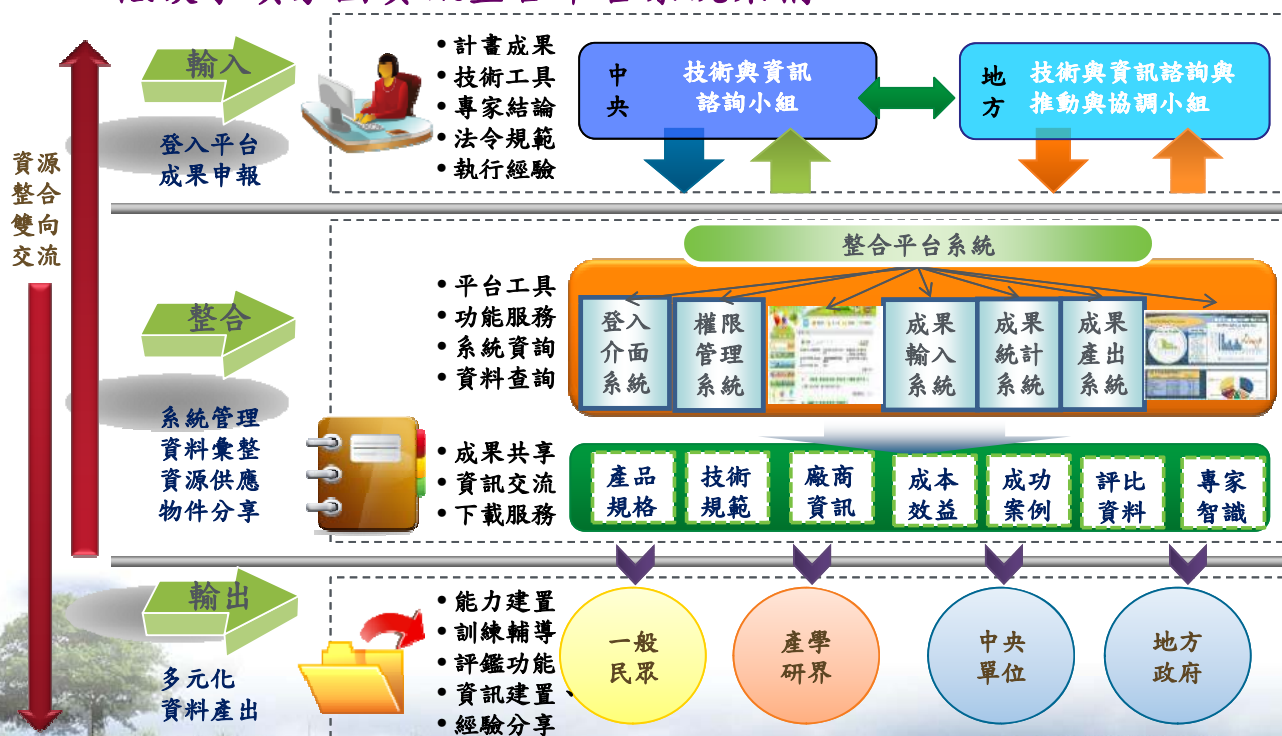 輸入
登入平台
成果申報
•計畫成果
•技術工具
•專家結論
•法令規範
•執行經驗
中央
技術與資訊
諮詢小組
地方
技術與資訊諮詢與
推動與協調小組
資源
整合
雙向
交流
整合
系統管理
資料彙整
資源供應
物件分享
•平台工具
•功能服務
•系統資詢
•資料查詢
整合平台系統
登入
介面
系統
權限
管理
系統
成果
輸入
系統
成果
統計
系統
成果
產出
系統
•成果共享
•資訊交流
•下載服務
產品
規格
技術
規範
廠商
資訊
成本
效益
成功
案例
評比
資料
專家
智識
輸出
多元化
資料產出
•能力建置
•訓練輔導
•評鑑功能
•資訊建置、
•經驗分享
一般
民眾
產學
研界
中央
單位
地方
政府